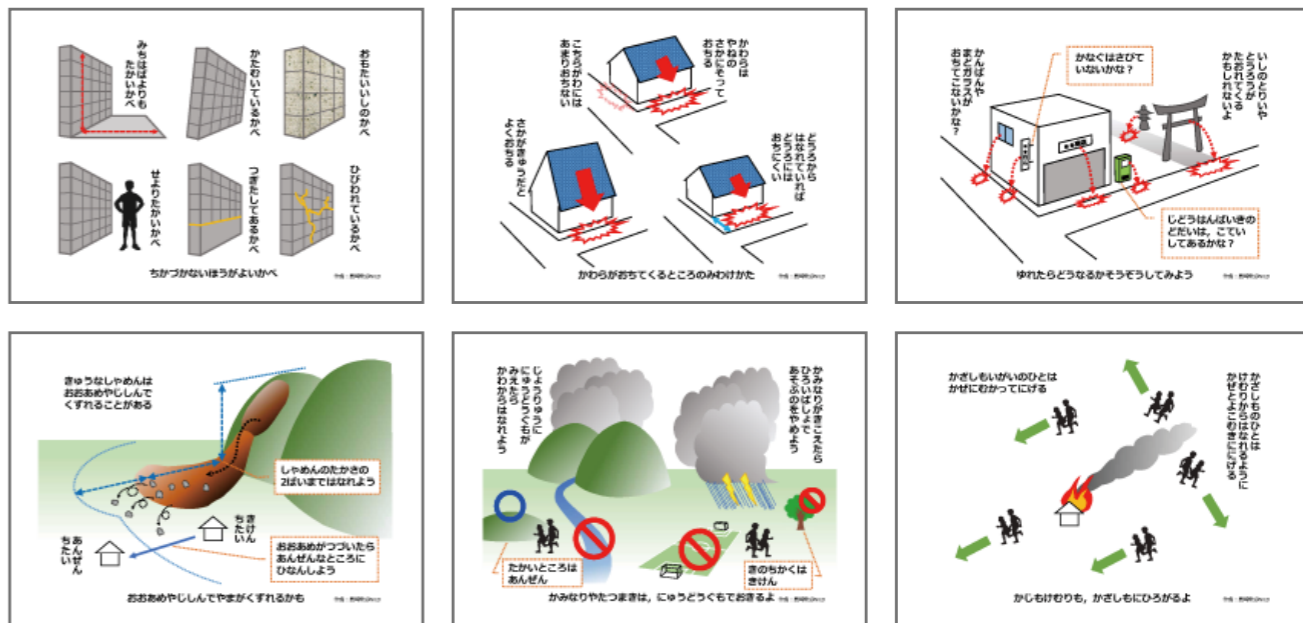 みちはばよりも
たかいかべ
かたむいているかべ
おもたいいしのかべ
せよりたかいかべ
つぎたしてあるかべ
ひびわれているかべ
ちかづかないほうがよいかべ
かわらは
やねの
さかにそって
おちる
こちらがわには
あまりおちない
さかがきゅうだと
よくおちる
どうろから
はなれていれば
どうろには
おちにくい
かわらがおちてくるところのみわけかた
かんばんや
まどガラスが
おちてこないかな?
かなぐはさびて
いないかな?
いしのとりいや
とうろうが
たおれてくる
かもしれないよ
じどうはんばいきの
どだいは，こてい
してあるかな?
ゆれたらどうなるかそうぞうしてみよう
きゅうなしゃめんは
おおあめやじしんで
くずれることがある
しゃめんのたかさの
2ばいまではなれよう
きけん
ちたい
あんぜん
ちたい
おおあめがつづいたら
あんぜんなところに
ひなんしよう
おおあめやじしんでやまがくずれるかも
じょうりゅうに
にゅうどうぐもが
みえたら
かわからはなれよう
かみなりがきこえたら
ひろいばしょで
あそぶのをやめよう
たかいところは
あんぜん
きのちかくは
きけん
かみなりやたつまきは，にゅうどうぐもでおきるよ
かざしもいがいのひとは
かぜにむかってにげる
かざしものひとは
けむりからはなれるように
かぜとよこむきににげる
かじもけむりも，かざしもにひろがるよ